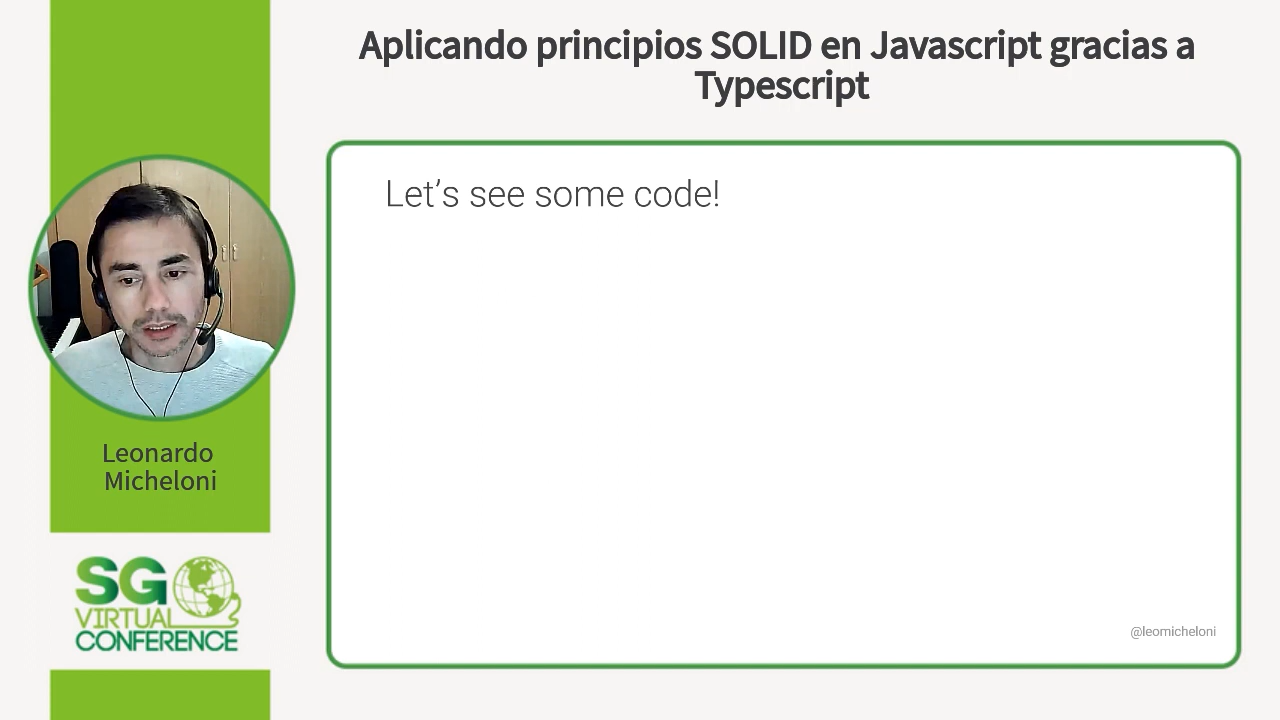 Aplicando principios SOLID en Javascript gracias a
Typescript
Let’s see some code!
Leonardo
Micheloni
SG
VIRTUAL
CONFERENCE
@leomicheloni